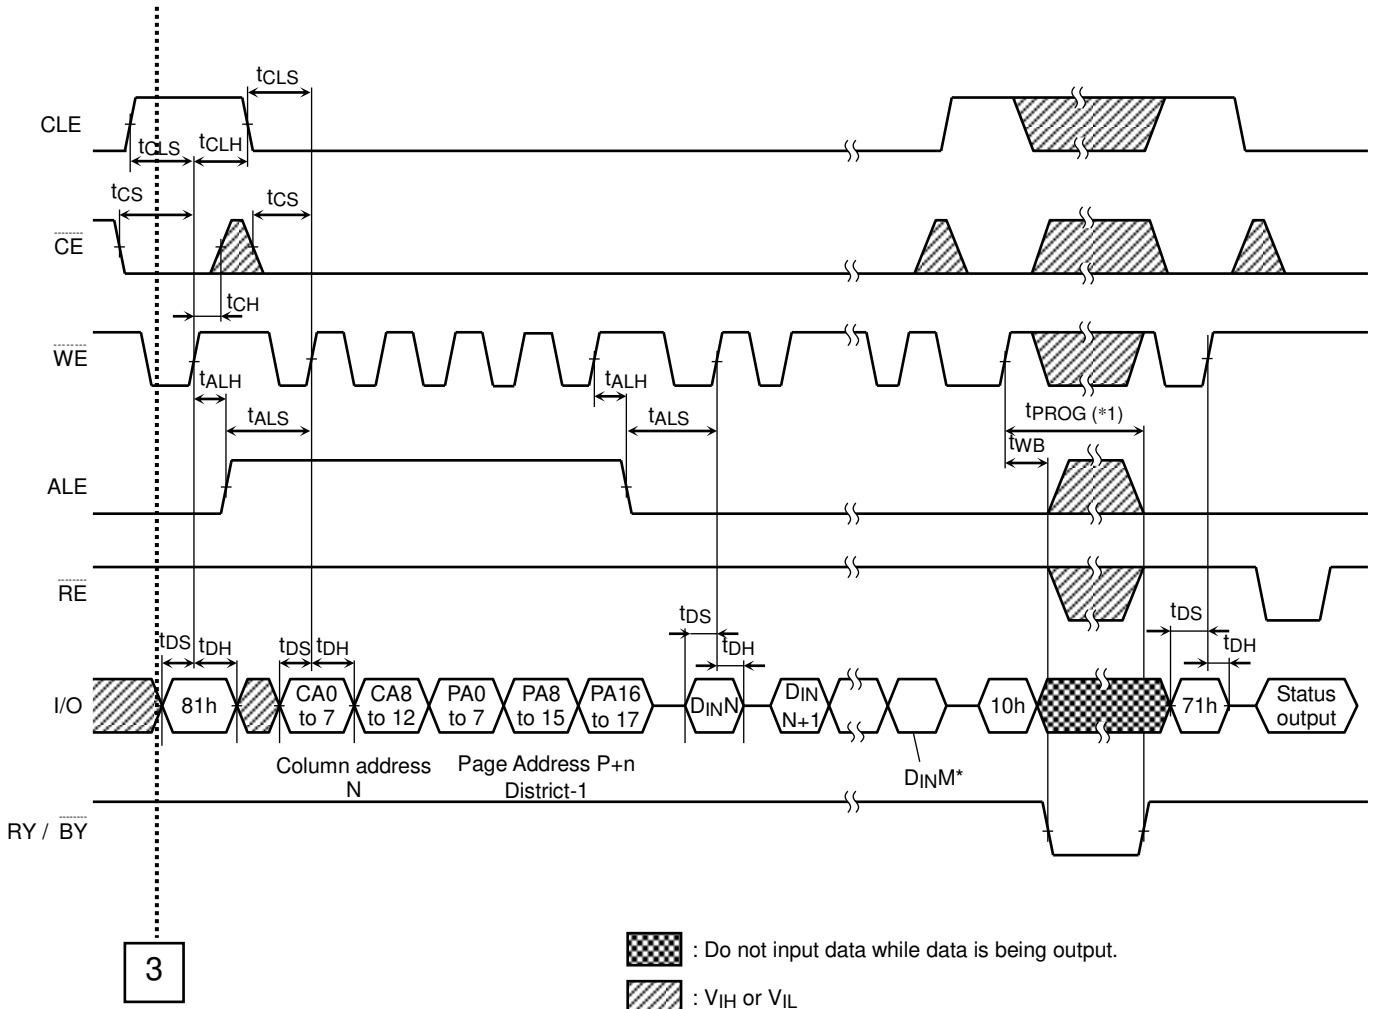 tCLS
CLE
tCLS tCLH
tCS tCS
CE
tCH
WE
tALH tALH
tALS tALS tPROG (*1)
tWB
ALE
RE
tDS tDH tDS tDH tDS tDH tDS tDH
I/O 81h CA0 to 7 CA8 to 12 PA0 to 7 PA8 to 15 PA16 to 17 DINN DIN N+1 10h 71h Status output
Column address N
Page Address P+n
District-1
DINM*
RY / BY
3
: Do not input data while data is being output.
: VIH or VIL